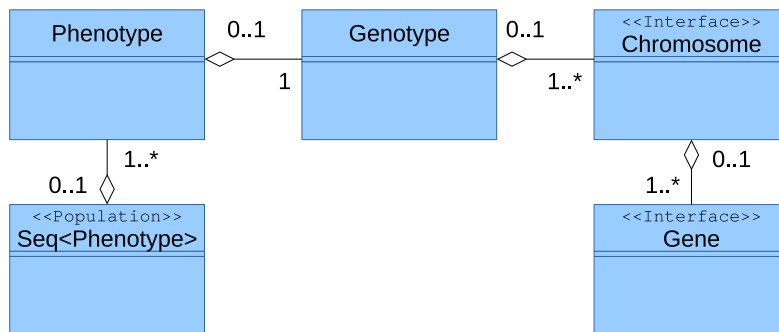 Phenotype
0..1
1
Genotype
0..1
1..*
<<Interface>>
Chromosome
1..*
0..1
0..1
1..*
<<Population>>
Seq<Phenotype>
<<Interface>>
Gene